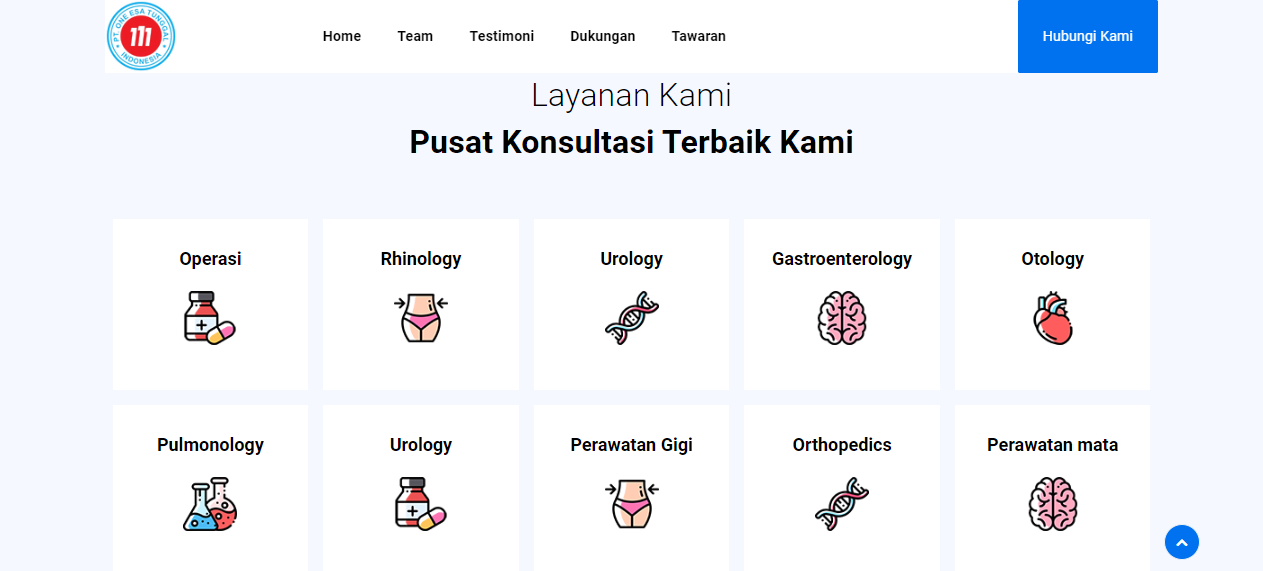 PT ONE ESA TUNGGAL
111
INDONESIA
Home
Team
Testimoni
Dukungan
Tawaran
Hubungi Kami
Layanan Kami
Pusat Konsultasi Terbaik Kami
Operasi
Rhinology
Urology
Gastroenterology
Otology
Pulmonology
Urology
Perawatan Gigi
Orthopedics
Perawatan mata